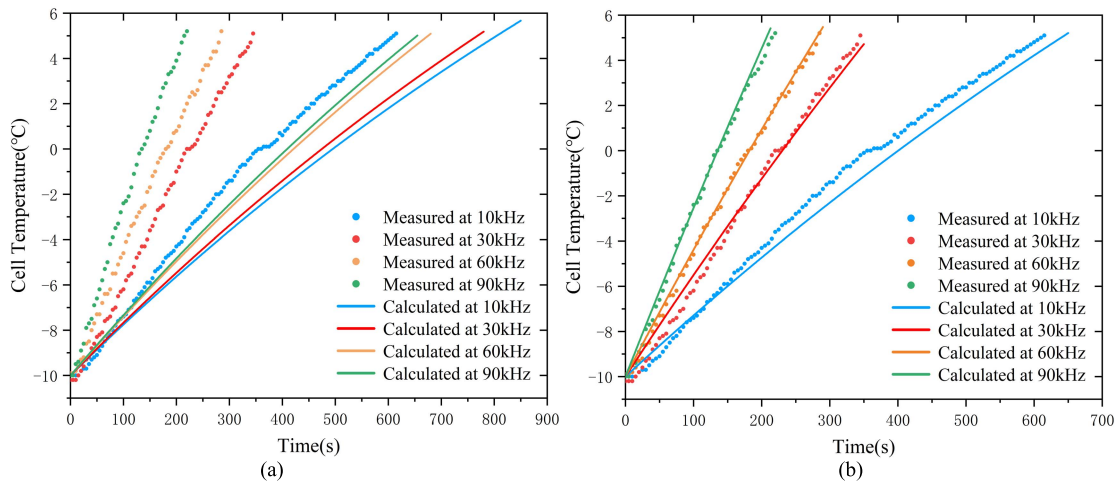 6
4
2
0
−2
−4
−6
−8
−10
Cell Temperature(℃)
Measured at 10kHz
Measured at 30kHz
Measured at 60kHz
Measured at 90kHz
Calculated at 10kHz
Calculated at 30kHz
Calculated at 60kHz
Calculated at 90kHz
0 100 200 300 400 500 600 700 800 900
Time(s)
(a)
6
4
2
0
−2
−4
−6
−8
−10
Cell Temperature(℃)
Measured at 10kHz
Measured at 30kHz
Measured at 60kHz
Measured at 90kHz
Calculated at 10kHz
Calculated at 30kHz
Calculated at 60kHz
Calculated at 90kHz
0 100 200 300 400 500 600 700
Time(s)
(b)